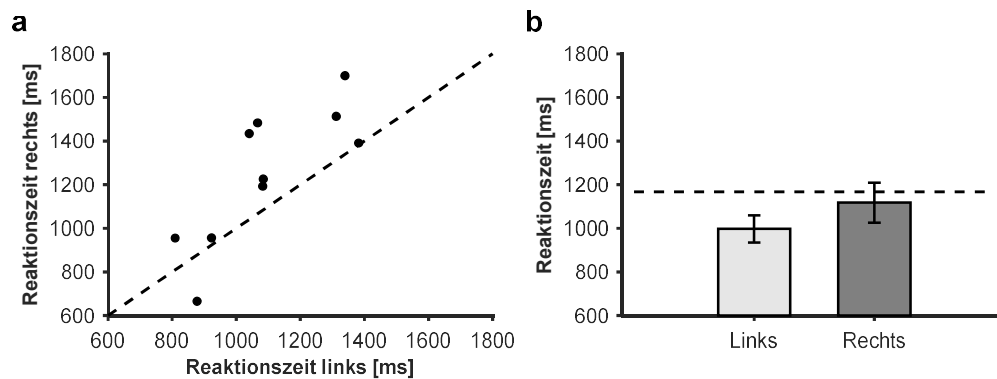 a
1800
1600
1400
1200
1000
800
600
Reaktionszeit rechts [ms]
600 800 1000 1200 1400 1600 1800
Reaktionszeit links [ms]
b
1800
1600
1400
1200
1000
800
600
Reaktionszeit [ms]
Links Rechts